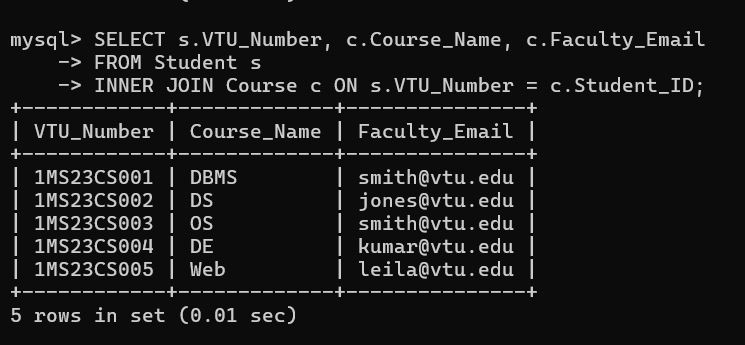 mysql> SELECT s.VTU_Number, c.Course_Name, c.Faculty_Email
    -> FROM Student s
    -> INNER JOIN Course c ON s.VTU_Number = c.Student_ID;
+------------+-------------+---------------+
| VTU_Number | Course_Name | Faculty_Email |
+------------+-------------+---------------+
| 1MS23CS001 | DBMS        | smith@vtu.edu |
| 1MS23CS002 | DS          | jones@vtu.edu |
| 1MS23CS003 | OS          | smith@vtu.edu |
| 1MS23CS004 | DE          | kumar@vtu.edu |
| 1MS23CS005 | Web         | leila@vtu.edu |
+------------+-------------+---------------+
5 rows in set (0.01 sec)